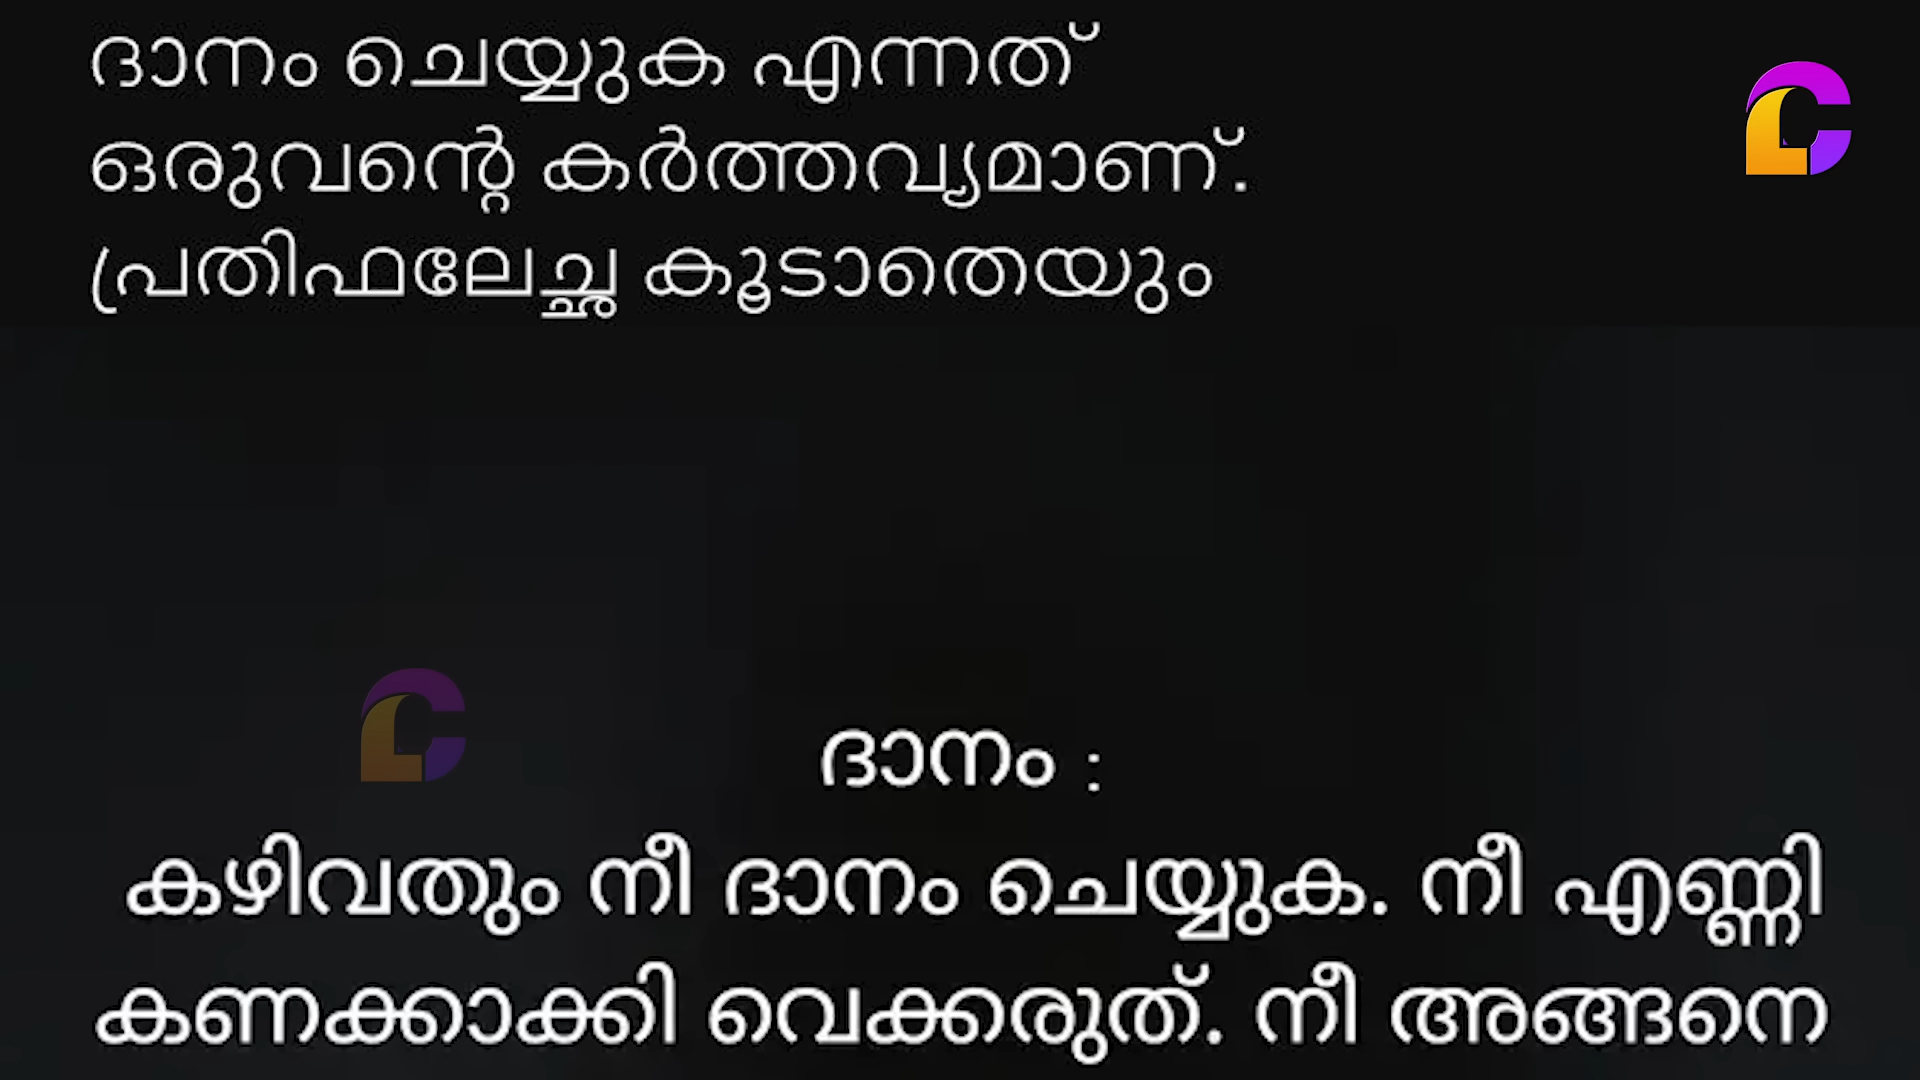 ദാനം ചെയ്യുക എന്നത്
ഒരുവന്റെ കർത്തവ്യമാണ്.
പ്രതിഫലേച്ഛ കൂടാതെയും
ദാനം :
കഴിവതും നീ ദാനം ചെയ്യുക. നീ എണ്ണി
കണക്കാക്കി വെക്കരുത്. നീ അങ്ങനെ